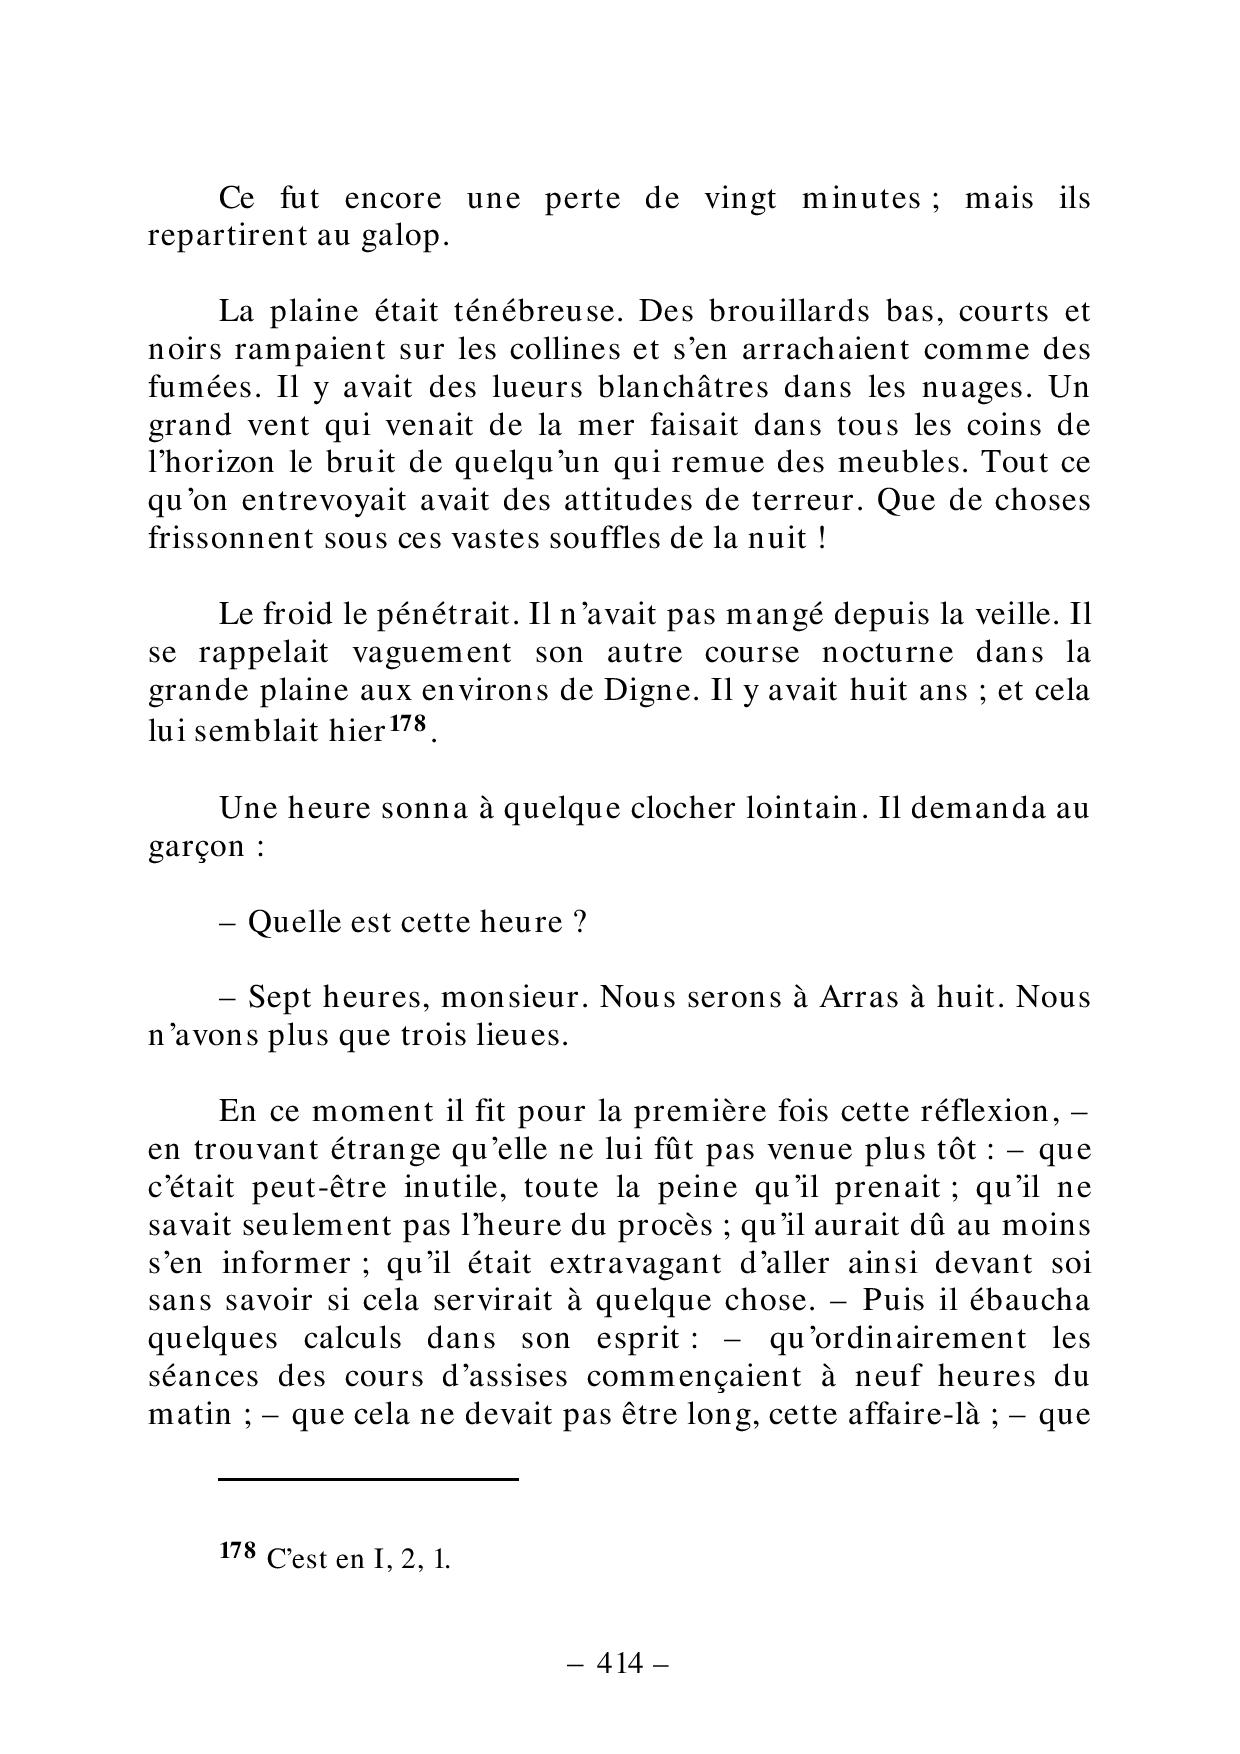 Ce fut encore une perte de vingt minutes ; mais ils
repartirent au galop.
La plaine était ténébreuse. Des brouillards bas, courts et
noirs rampaient sur les collines et s’en arrachaient comme des
fumées. Il y avait des lueurs blanchâtres dans les nuages. Un
grand vent qui venait de la mer faisait dans tous les coins de
l’horizon le bruit de quelqu’un qui remue des meubles. Tout ce
qu’on entrevoyait avait des attitudes de terreur. Que de choses
frissonnent sous ces vastes souffles de la nuit !
Le froid le pénétrait. Il n’avait pas mangé depuis la veille. Il
se rappelait vaguement son autre course nocturne dans la
grande plaine aux environs de Digne. Il y avait huit ans ; et cela
lui semblait hier178.
Une heure sonna à quelque clocher lointain. Il demanda au
garçon :
– Quelle est cette heure ?
– Sept heures, monsieur. Nous serons à Arras à huit. Nous
n’avons plus que trois lieues.
En ce moment il fit pour la première fois cette réflexion, –
en trouvant étrange qu’elle ne lui fût pas venue plus tôt : – que
c’était peut-être inutile, toute la peine qu’il prenait ; qu’il ne
savait seulement pas l’heure du procès ; qu’il aurait dû au moins
s’en informer ; qu’il était extravagant d’aller ainsi devant soi
sans savoir si cela servirait à quelque chose. – Puis il ébaucha
quelques calculs dans son esprit : – qu’ordinairement les
séances des cours d’assises commençaient à neuf heures du
matin ; – que cela ne devait pas être long, cette affaire-là ; – que
178 C’est en I, 2, 1.
– 414 –